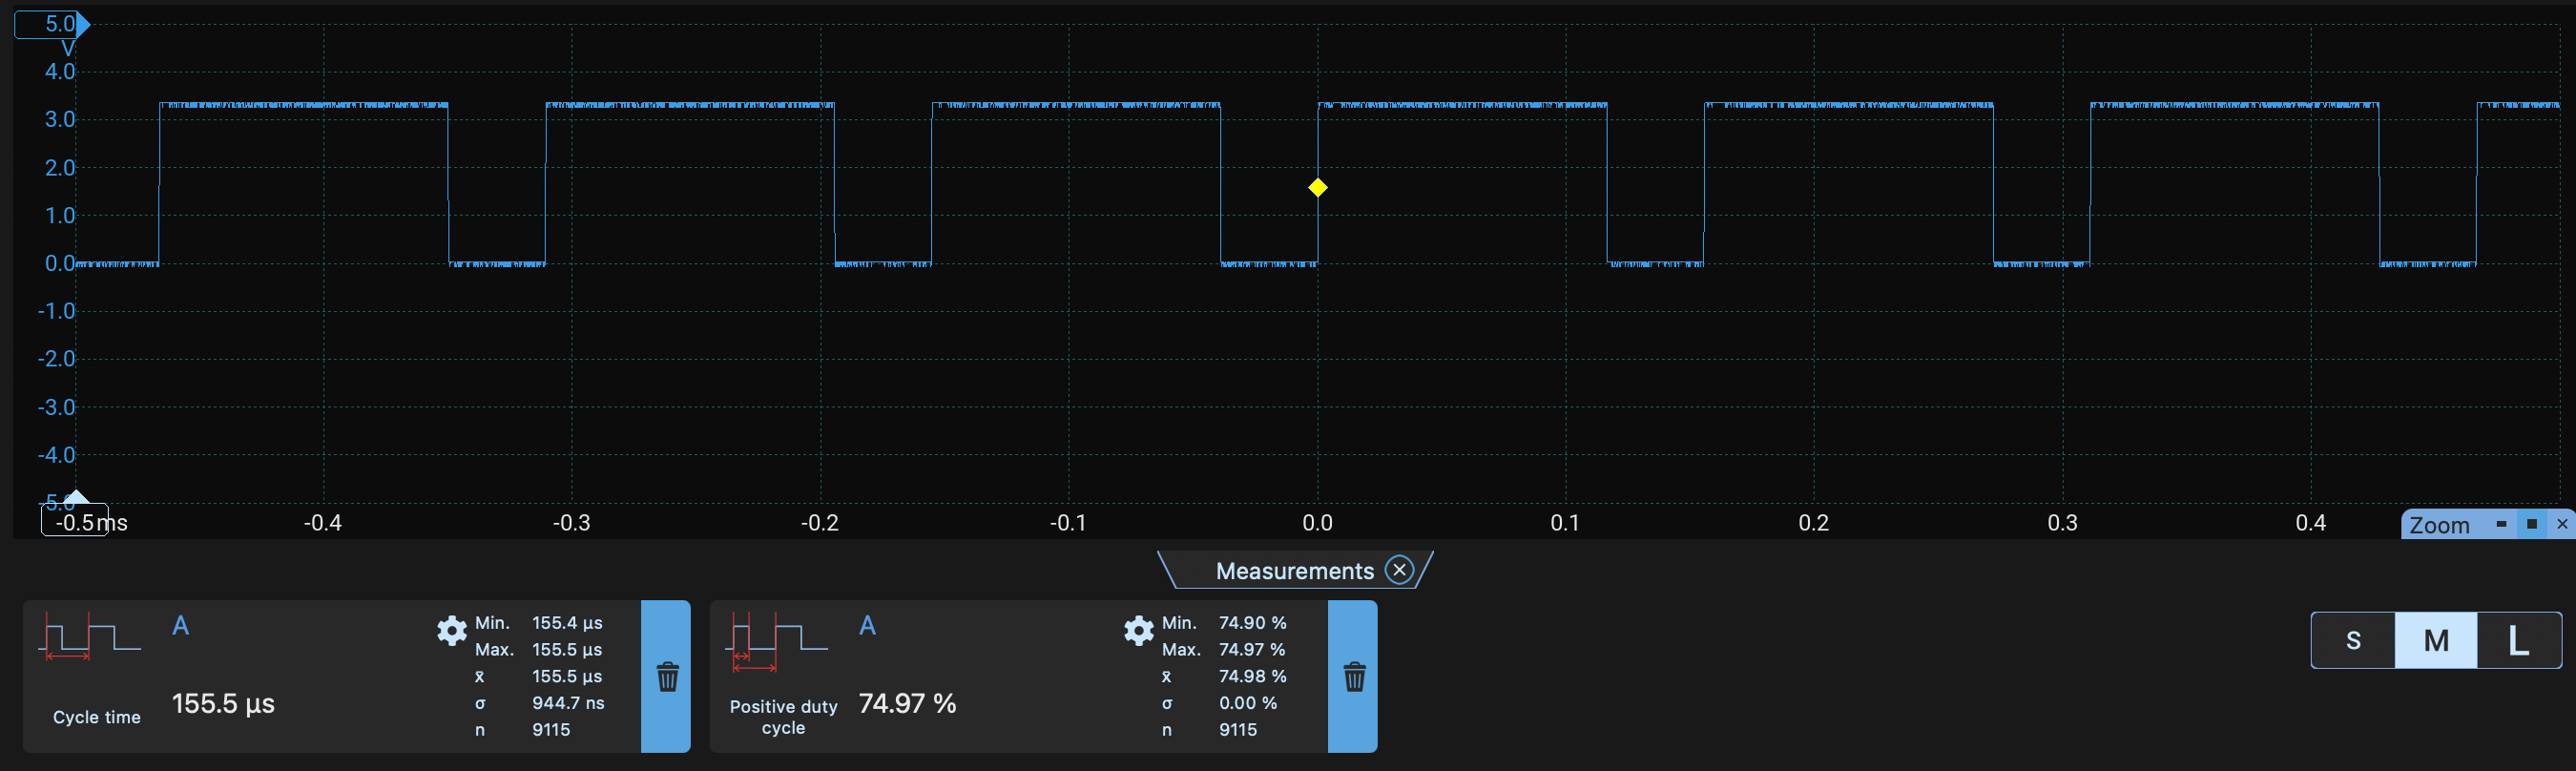 5.0
V
4.0
3.0
2.0
1.0
0.0
-1.0
-2.0
-3.0
-4.0
-5.0
-0.5 ms -0.4 -0.3 -0.2 -0.1 0.0 0.1 0.2 0.3 0.4
Zoom
Measurements
A
Cycle time
155.5 µs
Min. 155.4 µs
Max. 155.5 µs
x̄ 155.5 µs
σ 944.7 ns
n 9115
A
Positive duty
cycle
74.97 %
Min. 74.90 %
Max. 74.97 %
x̄ 74.98 %
σ 0.00 %
n 9115
S M L